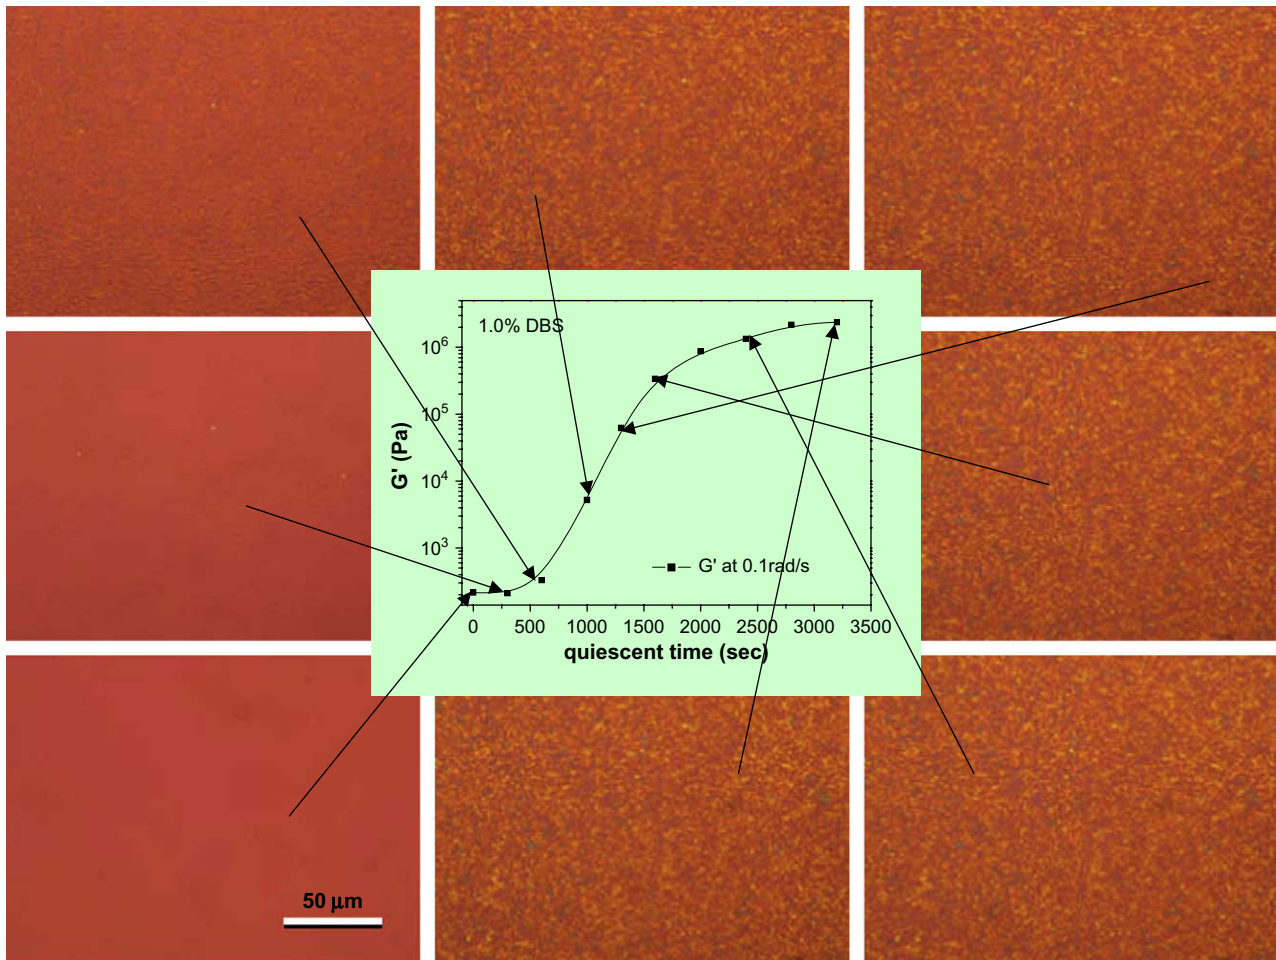 1.0% DBS
10⁶
10⁵
10⁴
10³
G' (Pa)
G' at 0.1rad/s
0 500 1000 1500 2000 2500 3000 3500
quiescent time (sec)
50 μm